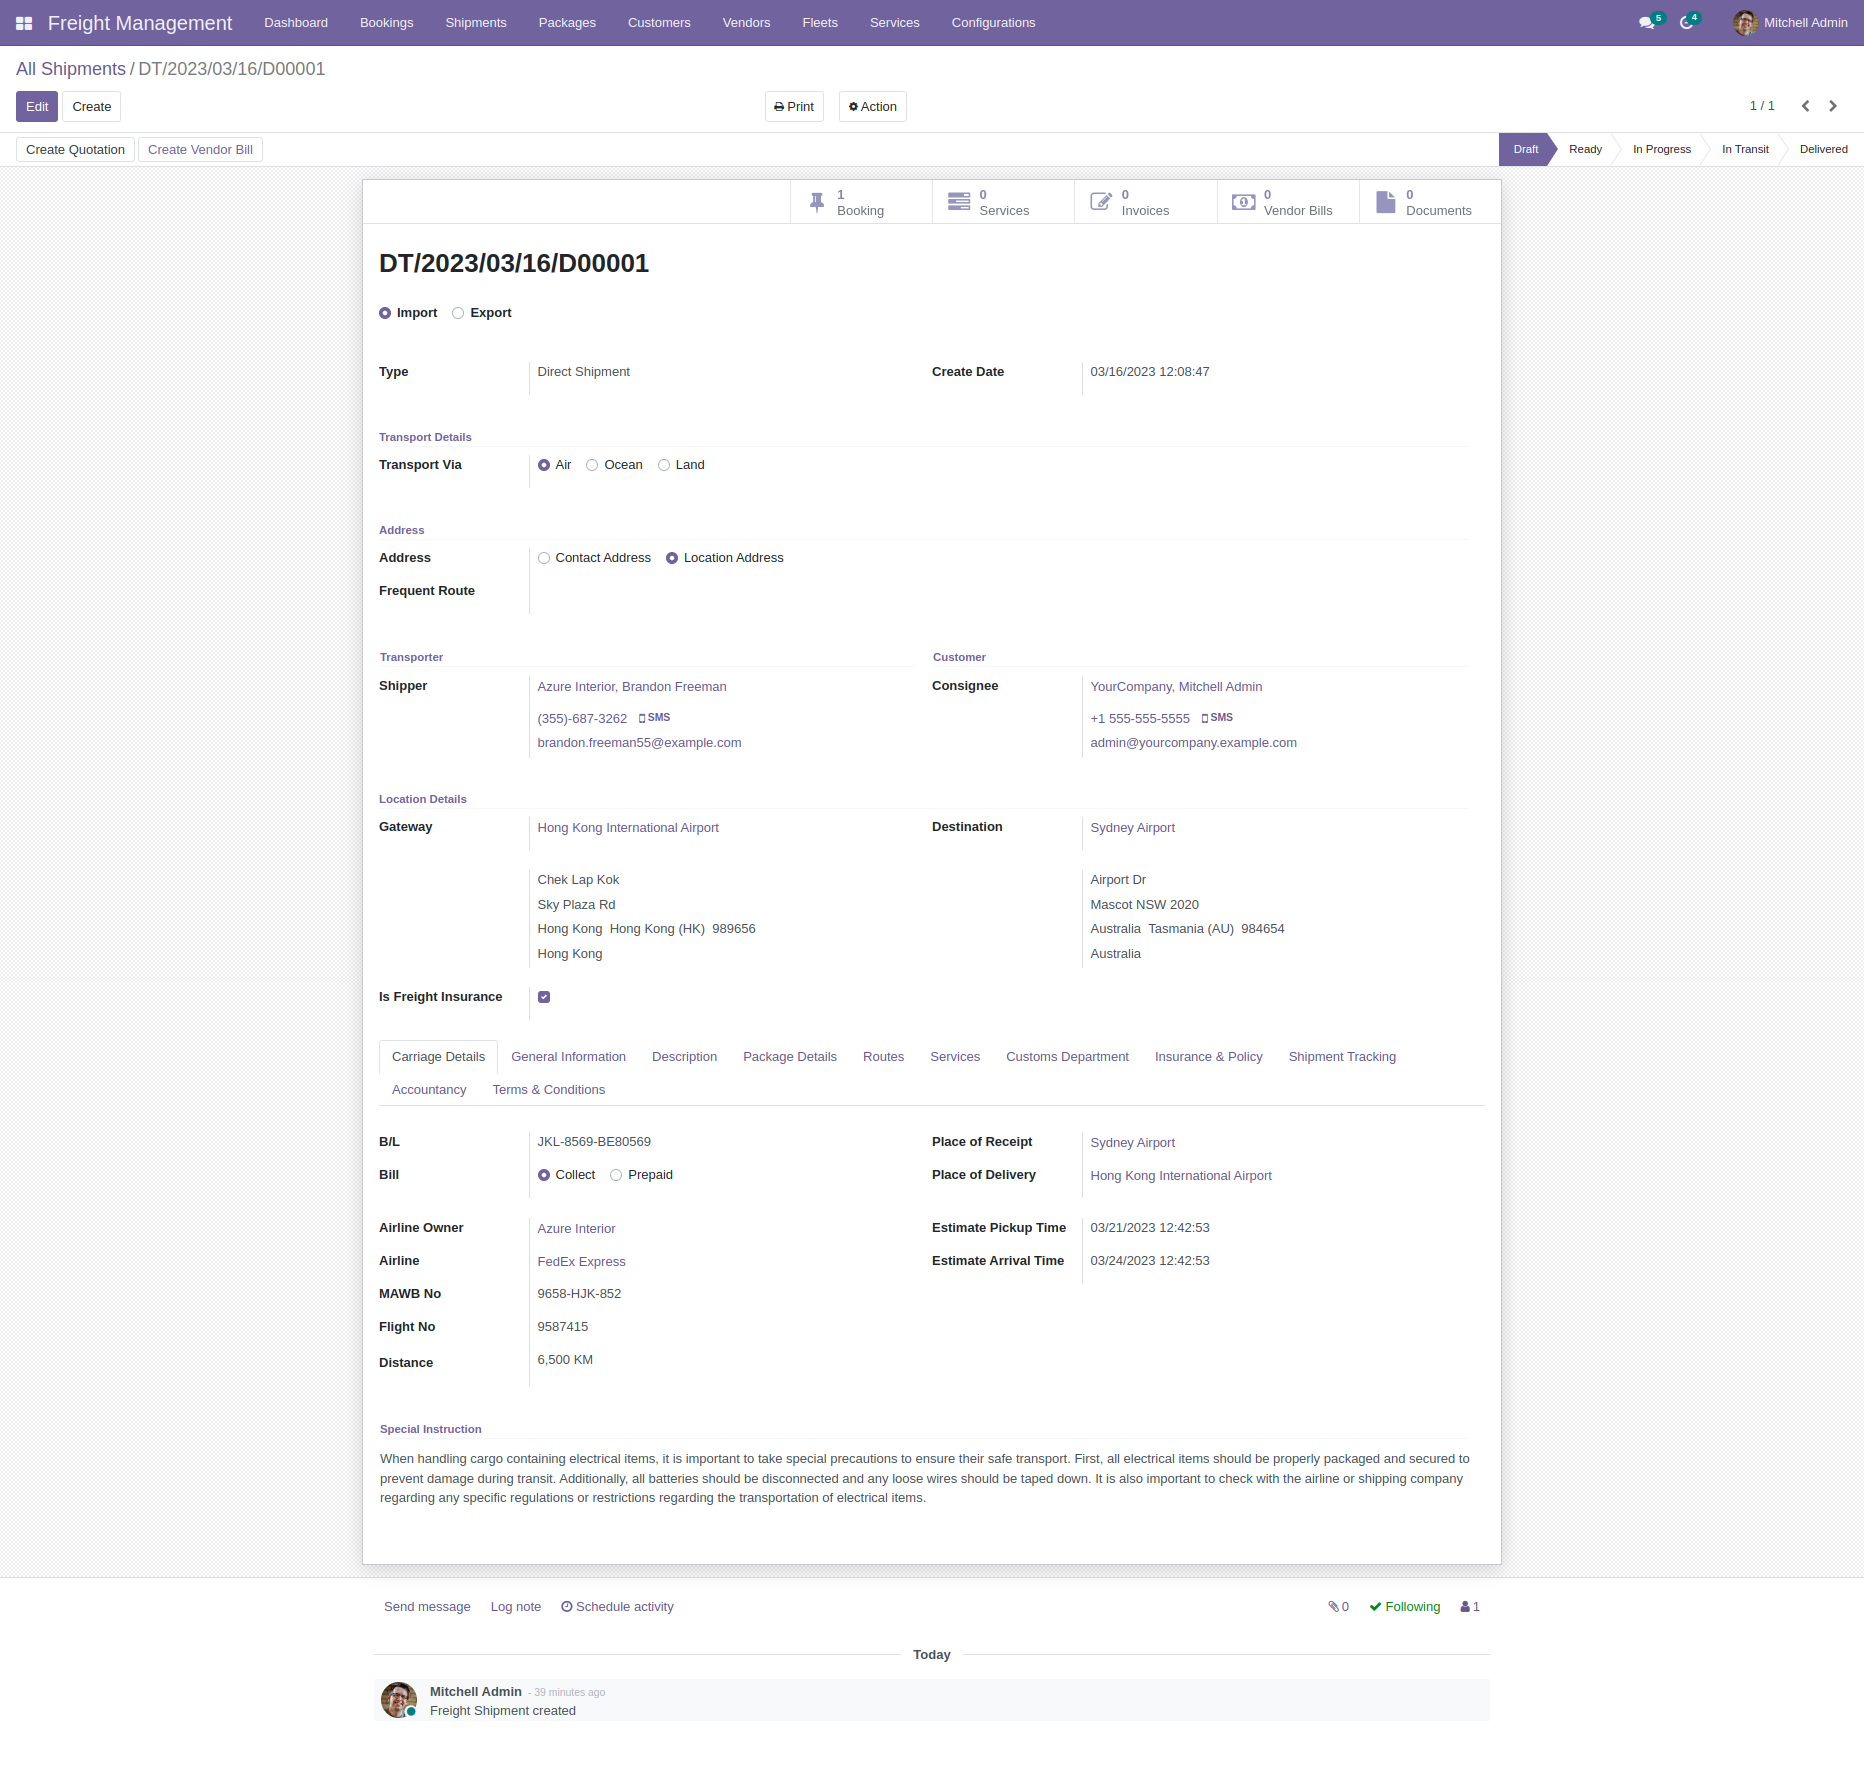 Freight Management Dashboard Bookings Shipments Packages Customers Vendors Fleets Services Configurations 5 4 Mitchell Admin
All Shipments / DT/2023/03/16/D00001
Edit Create Print Action 1 / 1
Create Quotation Create Vendor Bill Draft Ready In Progress In Transit Delivered
1 0 0 0 0
Booking Services Invoices Vendor Bills Documents
DT/2023/03/16/D00001
Import Export
Type Direct Shipment Create Date 03/16/2023 12:08:47
Transport Details
Transport Via Air Ocean Land
Address
Address Contact Address Location Address
Frequent Route
Transporter Customer
Shipper Azure Interior, Brandon Freeman Consignee YourCompany, Mitchell Admin
(355)-687-3262 SMS +1 555-555-5555 SMS
brandon.freeman55@example.com admin@yourcompany.example.com
Location Details
Gateway Hong Kong International Airport Destination Sydney Airport
Chek Lap Kok Airport Dr
Sky Plaza Rd Mascot NSW 2020
Hong Kong Hong Kong (HK) 989656 Australia Tasmania (AU) 984654
Hong Kong Australia
Is Freight Insurance
Carriage Details General Information Description Package Details Routes Services Customs Department Insurance & Policy Shipment Tracking
Accountancy Terms & Conditions
B/L JKL-8569-BE80569 Place of Receipt Sydney Airport
Bill Collect Prepaid Place of Delivery Hong Kong International Airport
Airline Owner Azure Interior Estimate Pickup Time 03/21/2023 12:42:53
Airline FedEx Express Estimate Arrival Time 03/24/2023 12:42:53
MAWB No 9658-HJK-852
Flight No 9587415
Distance 6,500 KM
Special Instruction
When handling cargo containing electrical items, it is important to take special precautions to ensure their safe transport. First, all electrical items should be properly packaged and secured to
prevent damage during transit. Additionally, all batteries should be disconnected and any loose wires should be taped down. It is also important to check with the airline or shipping company
regarding any specific regulations or restrictions regarding the transportation of electrical items.
Send message Log note Schedule activity 0 Following 1
Today
Mitchell Admin - 39 minutes ago
Freight Shipment created